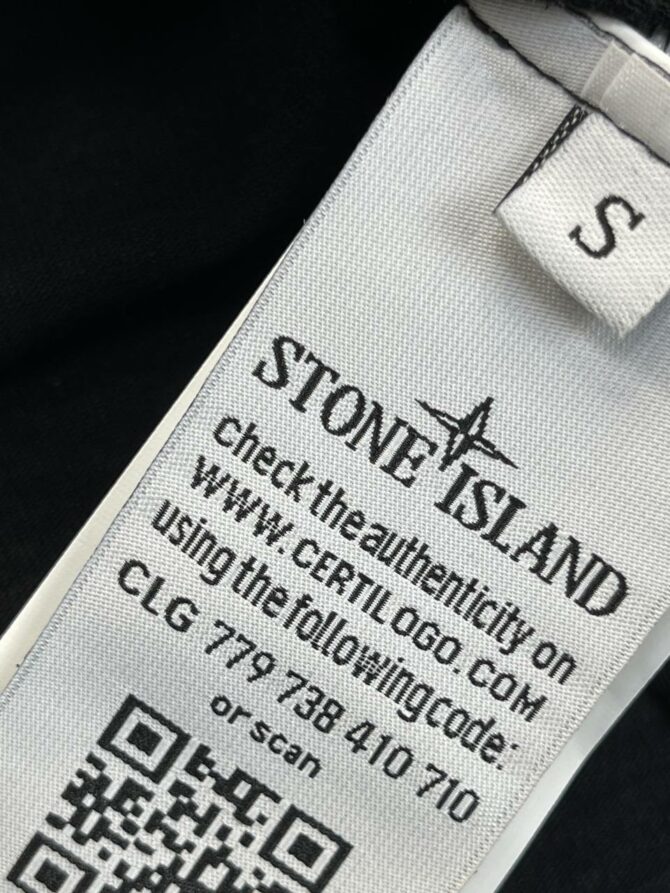 S
STONE ISLAND
check the authenticity on
WWW.CERTILOGO.COM
using the following code:
CLG 779 738 410 710
or scan